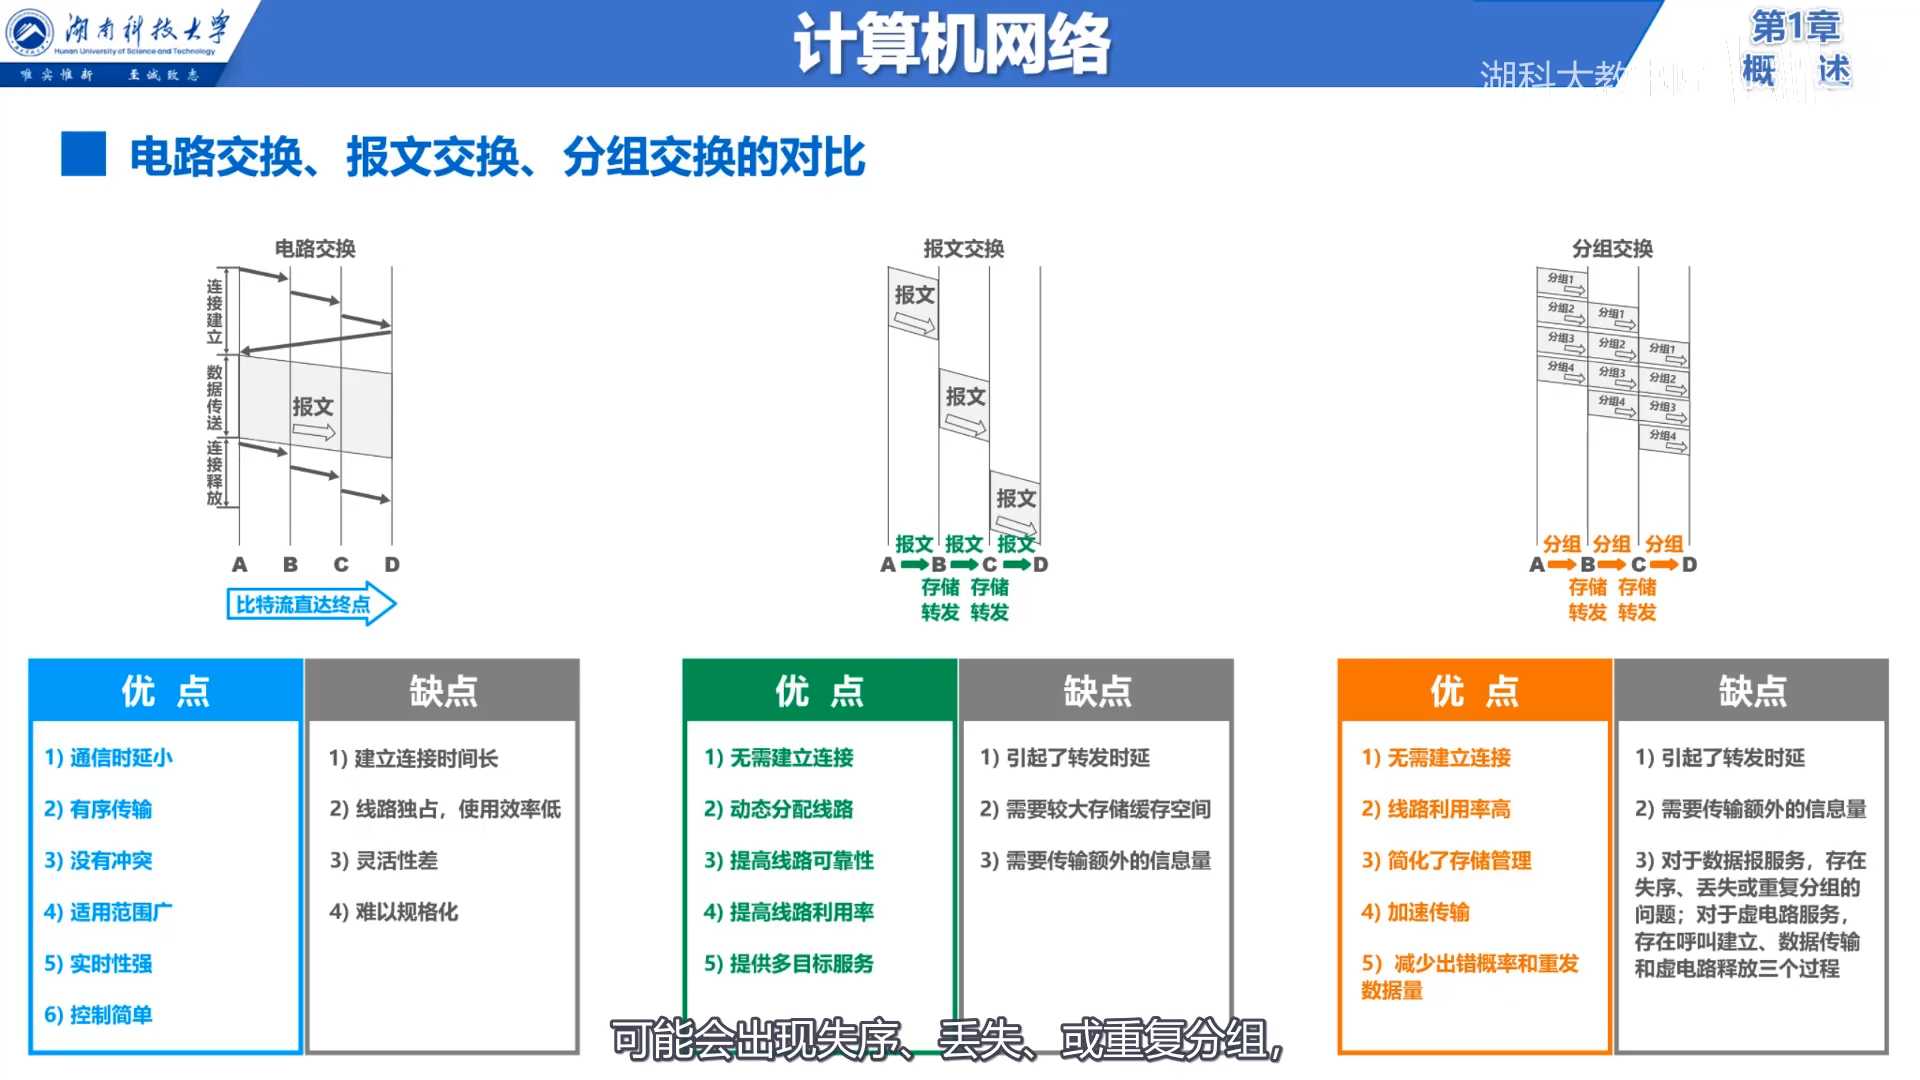 湖南科技大学
Hunan University of Science and Technology
唯实惟新 至诚致志
计算机网络
第1章
概 述
湖科大教
电路交换、报文交换、分组交换的对比
电路交换
连接建立
数据传送
连接释放
报文
A B C D
比特流直达终点
报文交换
报文
报文
报文
报文 报文 报文
A B C D
存储 存储
转发 转发
分组交换
分组1
分组2 分组1
分组3 分组2 分组1
分组4 分组3 分组2
分组4 分组3
分组4
分组 分组 分组
A B C D
存储 存储
转发 转发
优 点
1) 通信时延小
2) 有序传输
3) 没有冲突
4) 适用范围广
5) 实时性强
6) 控制简单
缺点
1) 建立连接时间长
2) 线路独占，使用效率低
3) 灵活性差
4) 难以规格化
优 点
1) 无需建立连接
2) 动态分配线路
3) 提高线路可靠性
4) 提高线路利用率
5) 提供多目标服务
缺点
1) 引起了转发时延
2) 需要较大存储缓存空间
3) 需要传输额外的信息量
优 点
1) 无需建立连接
2) 线路利用率高
3) 简化了存储管理
4) 加速传输
5) 减少出错概率和重发
数据量
缺点
1) 引起了转发时延
2) 需要传输额外的信息量
3) 对于数据报服务，存在
失序、丢失或重复分组的
问题；对于虚电路服务，
存在呼叫建立、数据传输
和虚电路释放三个过程
可能会出现失序、丢失、或重复分组，